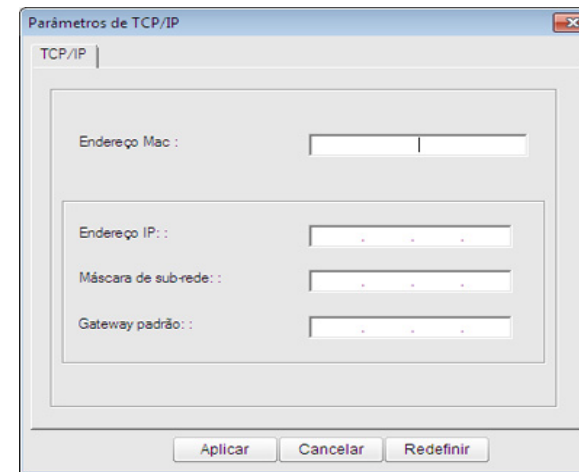 Parâmetros de TCP/IP
TCP/IP
Endereço Mac :
Endereço IP: :
. . .
Máscara de sub-rede: :
. . .
Gateway padrão: :
. . .
Aplicar Cancelar Redefinir